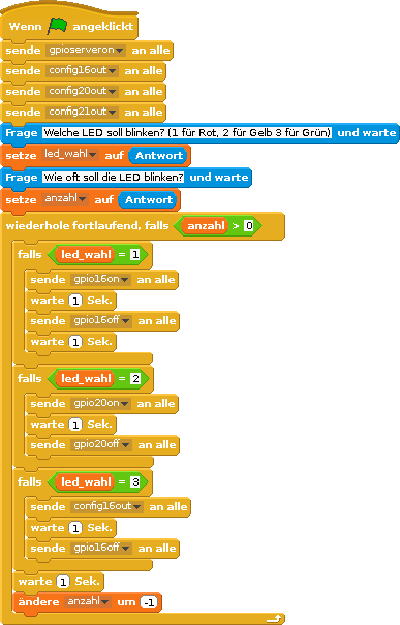 Wenn angeklickt
sende gpioserveron an alle
sende config16out an alle
sende config20out an alle
sende config21out an alle
Frage Welche LED soll blinken? (1 für Rot, 2 für Gelb 3 für Grün) und warte
setze led_wahl auf Antwort
Frage Wie oft soll die LED blinken? und warte
setze anzahl auf Antwort
wiederhole fortlaufend, falls anzahl > 0
falls led_wahl = 1
sende gpio16on an alle
warte 1 Sek.
sende gpio16off an alle
warte 1 Sek.
falls led_wahl = 2
sende gpio20on an alle
warte 1 Sek.
sende gpio20off an alle
falls led_wahl = 3
sende config16out an alle
warte 1 Sek.
sende gpio16off an alle
warte 1 Sek.
ändere anzahl um -1